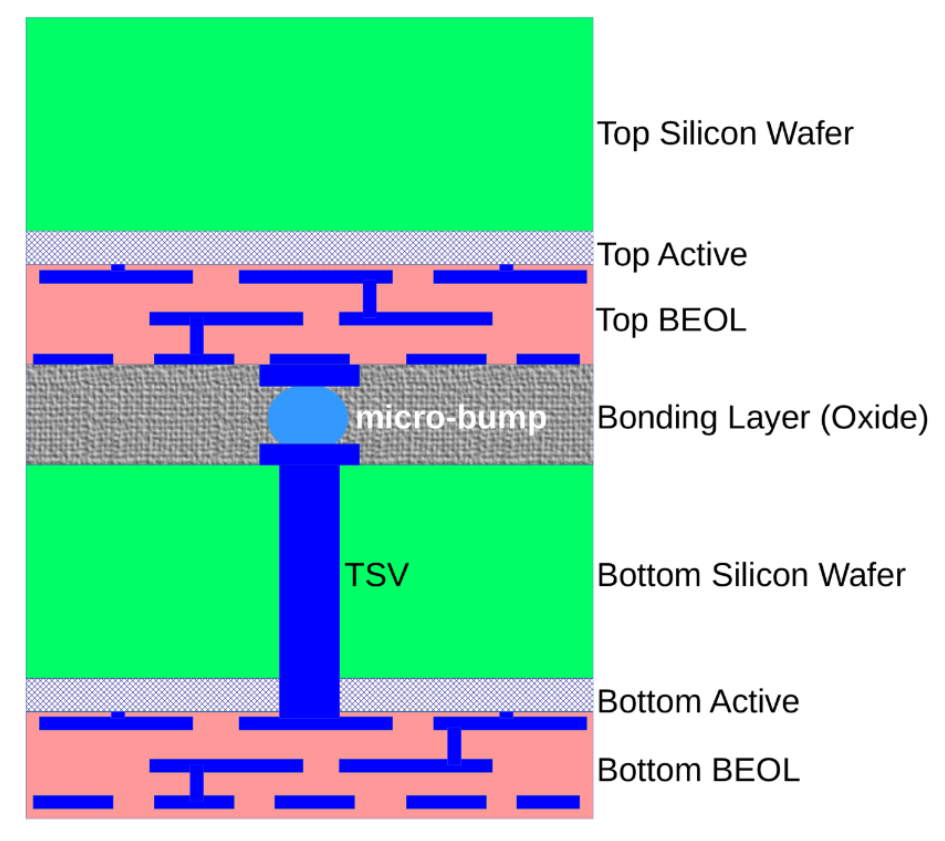 Top Silicon Wafer
Top Active
Top BEOL
micro-bump
Bonding Layer (Oxide)
TSV
Bottom Silicon Wafer
Bottom Active
Bottom BEOL